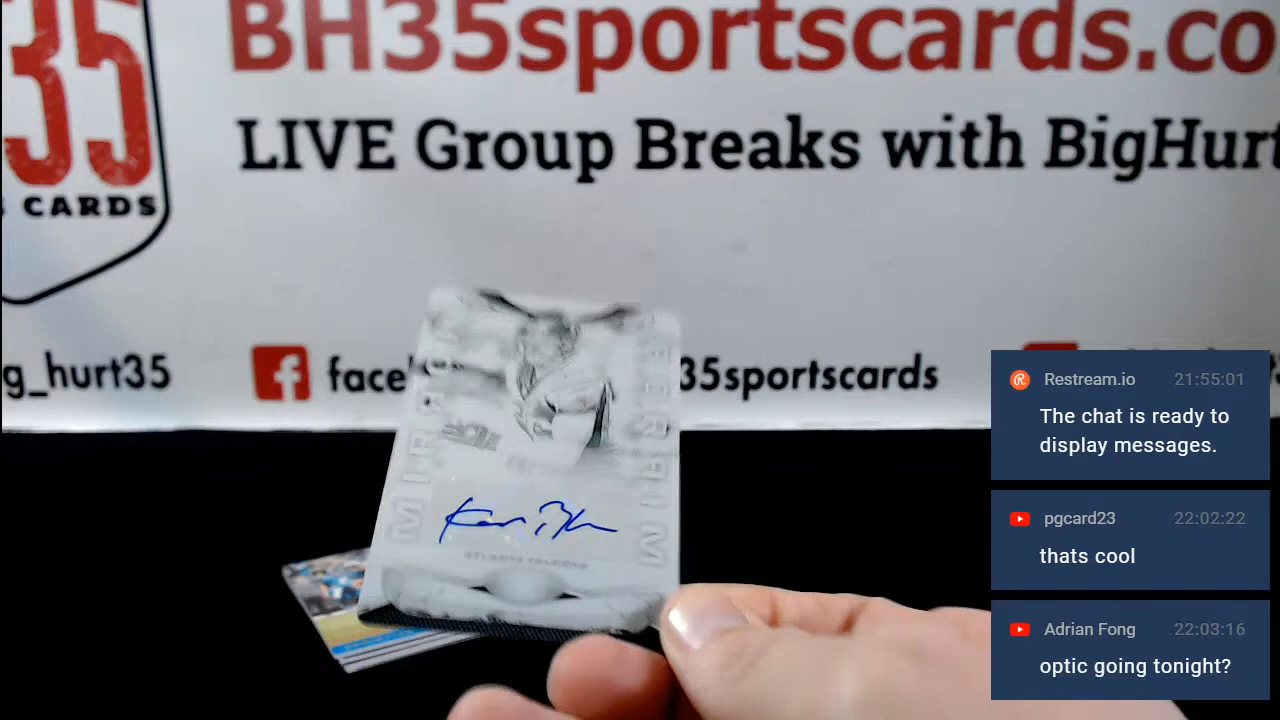 35
BH35sportscards.co
LIVE Group Breaks with BigHurt
CARDS
g_hurt35
face
35sportscards
MIRROR
ATLANTA FALCONS
Restream.io 21:55:01
The chat is ready to
display messages.
pgcard23 22:02:22
thats cool
Adrian Fong 22:03:16
optic going tonight?